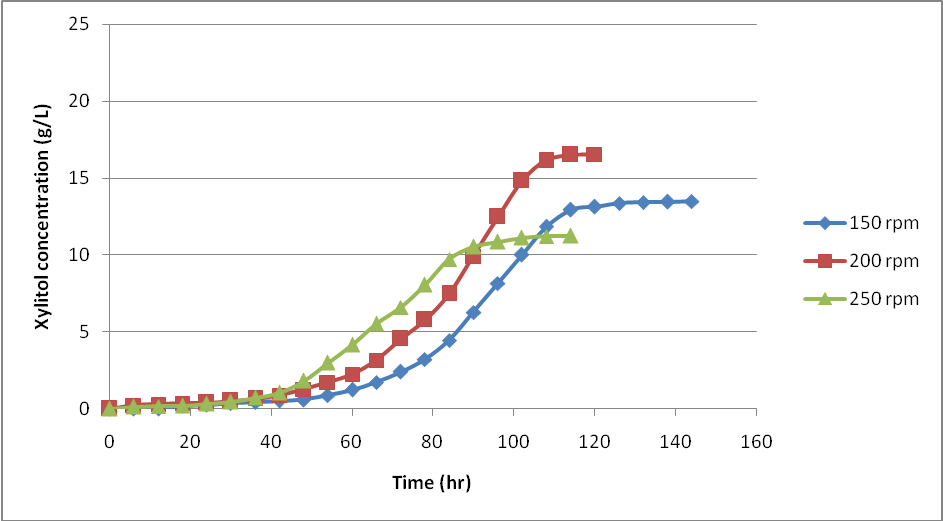 25
20
15
10
5
0
Xylitol concentration (g/L)
0 20 40 60 80 100 120 140 160
Time (hr)
150 rpm
200 rpm
250 rpm